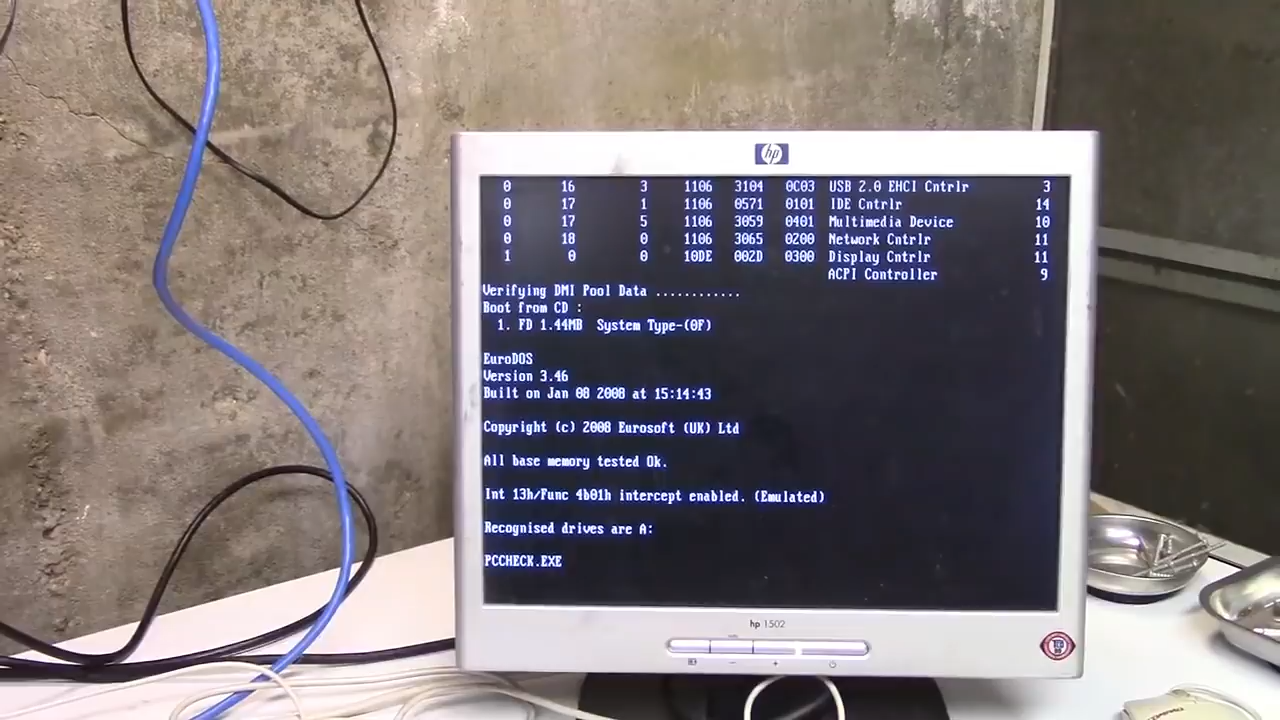 hp
0 16 3 1106 3104 0C03 USB 2.0 EHCI Cntrlr 3
0 17 1 1106 0571 0101 IDE Cntrlr 14
0 17 5 1106 3059 0401 Multimedia Device 10
0 18 0 1106 3065 0200 Network Cntrlr 11
1 0 0 10DE 002D 0300 Display Cntrlr 11
ACPI Controller 9
Verifying DMI Pool Data ............
Boot from CD :
1. FD 1.44MB System Type-(0F)
EuroDOS
Version 3.46
Built on Jan 08 2008 at 15:14:43
Copyright (c) 2008 Eurosoft (UK) Ltd
All base memory tested Ok.
Int 13h/Func 4b01h intercept enabled. (Emulated)
Recognised drives are A:
PCCHECK.EXE
hp 1502